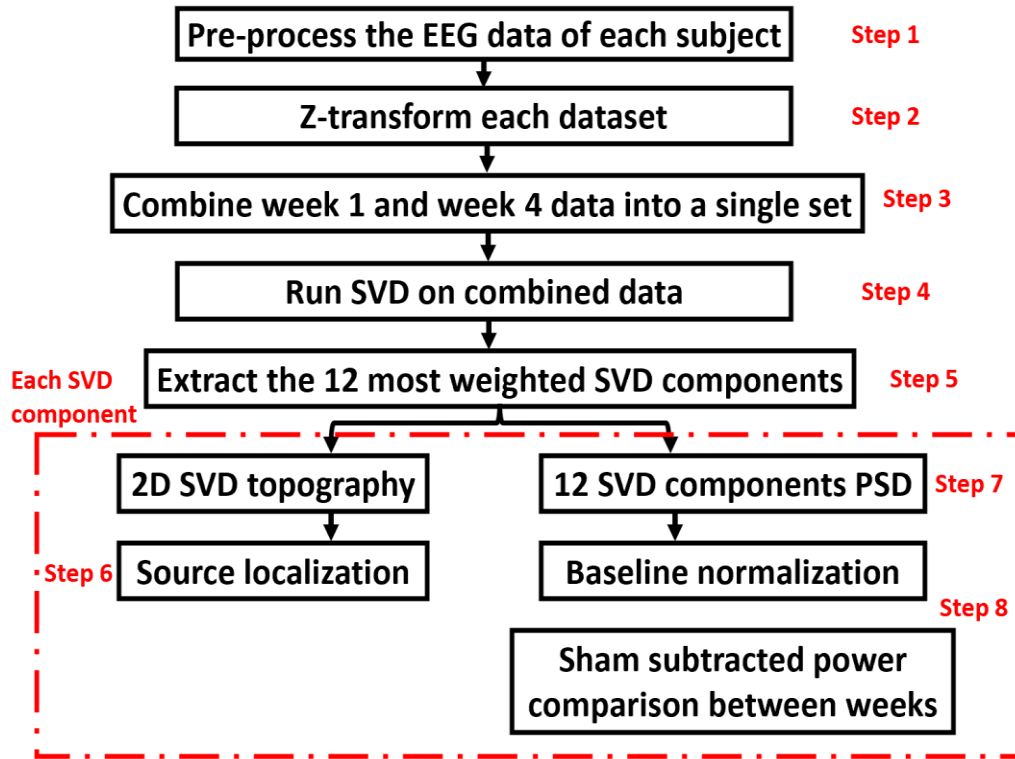 Pre-process the EEG data of each subject
Step 1
Z-transform each dataset
Step 2
Combine week 1 and week 4 data into a single set
Step 3
Run SVD on combined data
Step 4
Each SVD
component
Extract the 12 most weighted SVD components
Step 5
2D SVD topography
12 SVD components PSD
Step 7
Step 6
Source localization
Baseline normalization
Step 8
Sham subtracted power
comparison between weeks